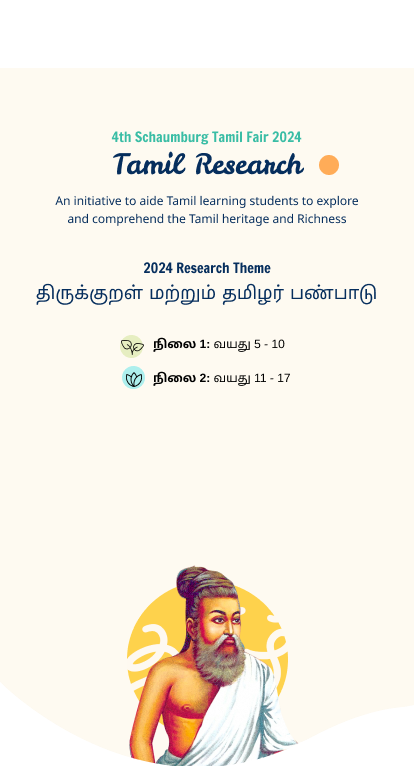 4th Schaumburg Tamil Fair 2024
Tamil Research
An initiative to aide Tamil learning students to explore
and comprehend the Tamil heritage and Richness
2024 Research Theme
திருக்குறள் மற்றும் தமிழர் பண்பாடு
நிலை 1: வயது 5 - 10
நிலை 2: வயது 11 - 17